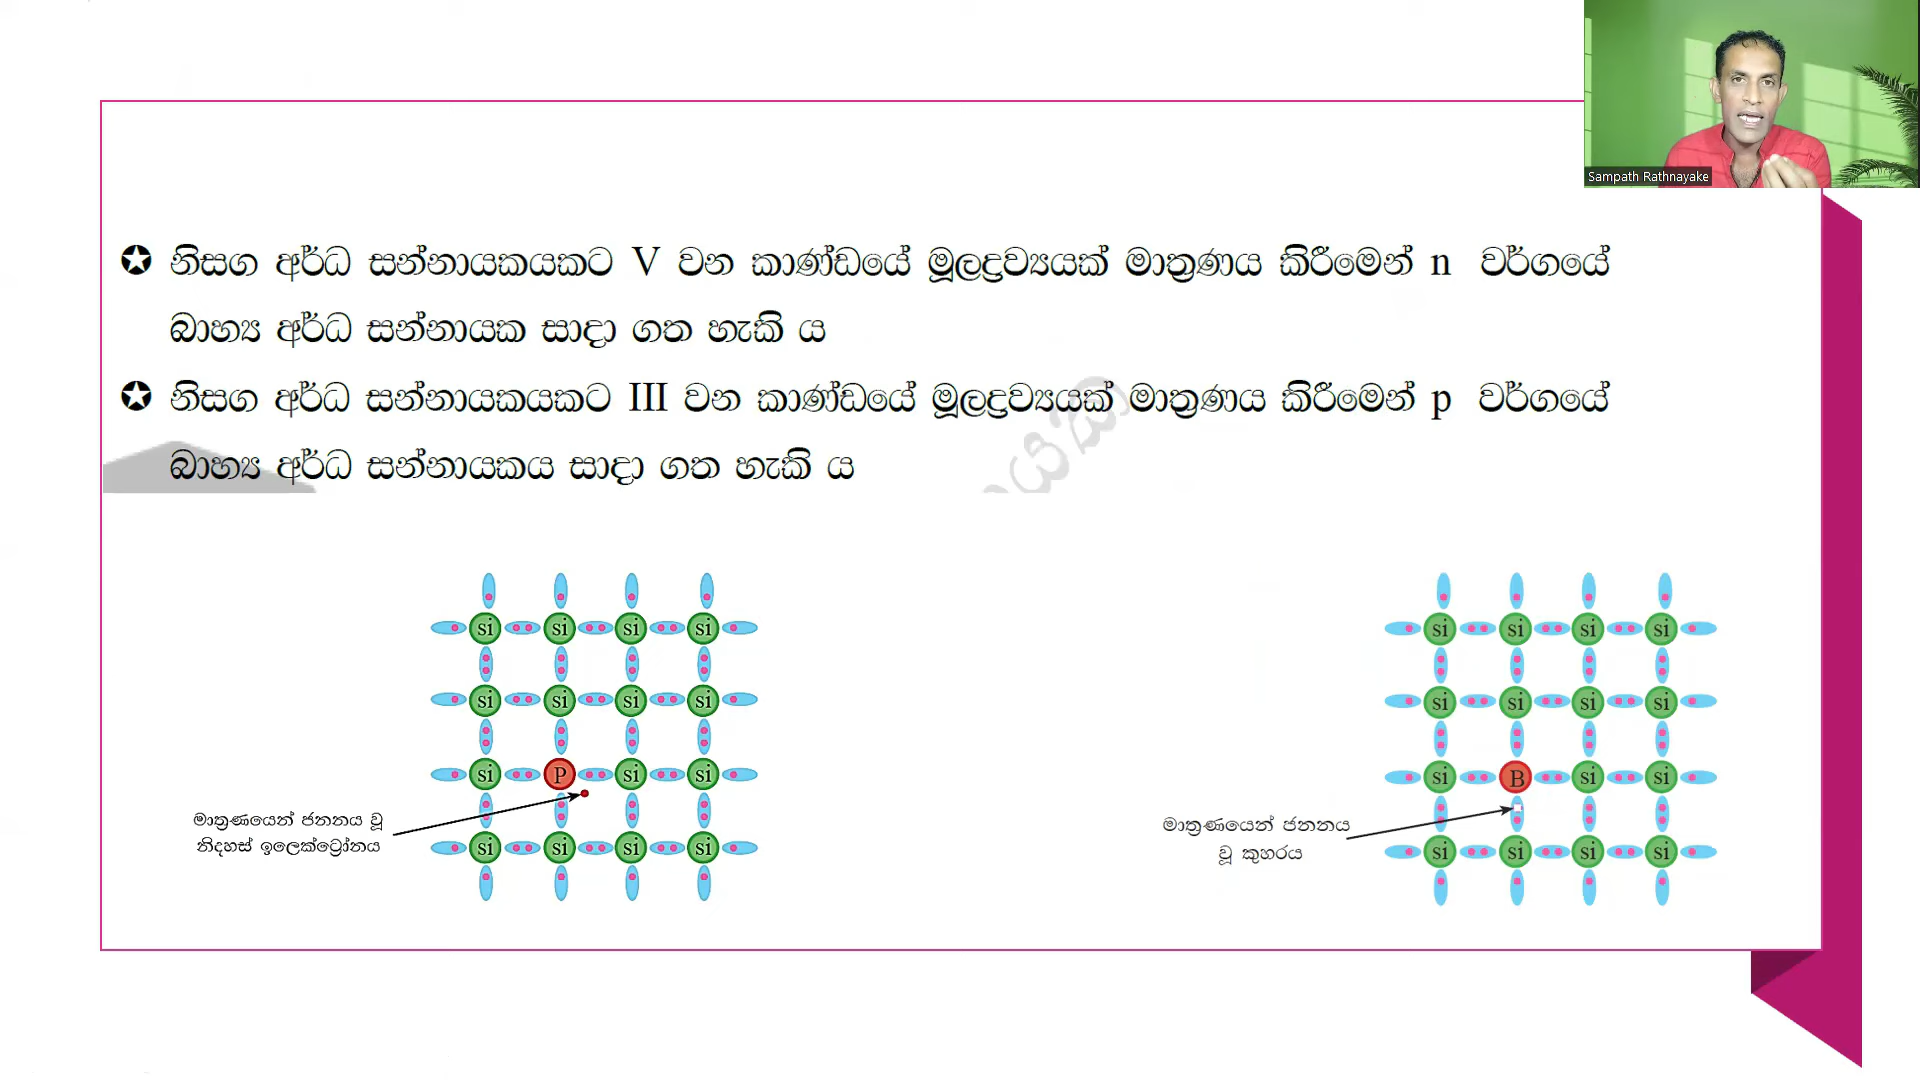 Sampath Rathnayake
✪ නිසග අර්ධ සන්නායකයකට V වන කාණ්ඩයේ මූලද්‍රව්‍යයක් මාත්‍රණය කිරීමෙන් n වර්ගයේ
බාහ්‍ය අර්ධ සන්නායක සාදා ගත හැකි ය
✪ නිසග අර්ධ සන්නායකයකට III වන කාණ්ඩයේ මූලද්‍රව්‍යයක් මාත්‍රණය කිරීමෙන් p වර්ගයේ
බාහ්‍ය අර්ධ සන්නායකය සාදා ගත හැකි ය
si si si si
si si si si
si P si si
si si si si
මාත්‍රණයෙන් ජනනය වූ
නිදහස් ඉලෙක්ට්‍රෝනය
si si si si
si si si si
si B si si
si si si si
මාත්‍රණයෙන් ජනනය
වූ කුහරය